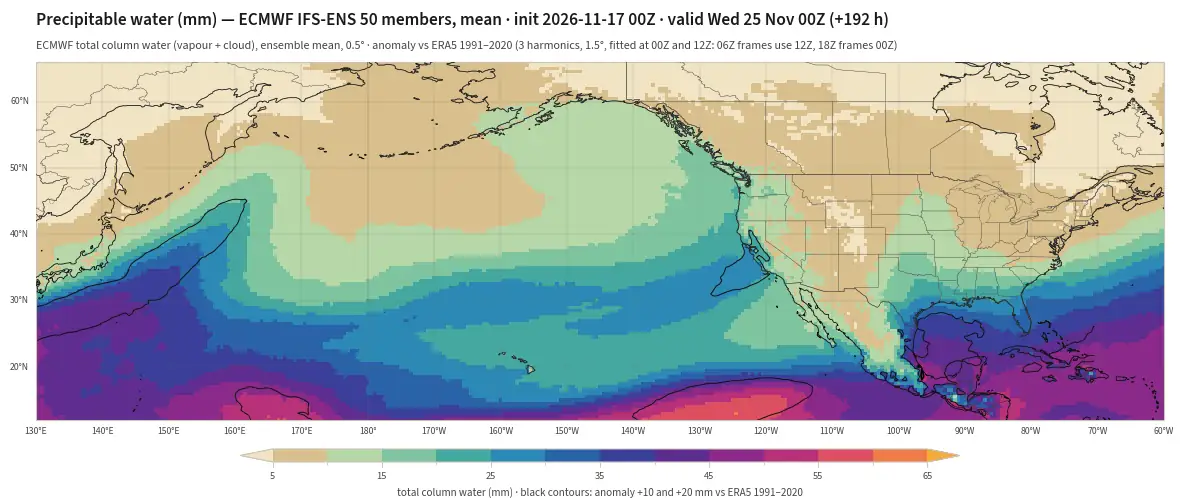 Precipitable water (mm) — ECMWF IFS-ENS 50 members, mean · init 2026-11-17 00Z · valid Wed 25 Nov 00Z (+192 h)
ECMWF total column water (vapour + cloud), ensemble mean, 0.5° · anomaly vs ERA5 1991–2020 (3 harmonics, 1.5°, fitted at 00Z and 12Z: 06Z frames use 12Z, 18Z frames 00Z)
60°N
50°N
40°N
30°N
20°N
130°E 140°E 150°E 160°E 170°E 180° 170°W 160°W 150°W 140°W 130°W 120°W 110°W 100°W 90°W 80°W 70°W 60°W
5 15 25 35 45 55 65
total column water (mm) · black contours: anomaly +10 and +20 mm vs ERA5 1991–2020